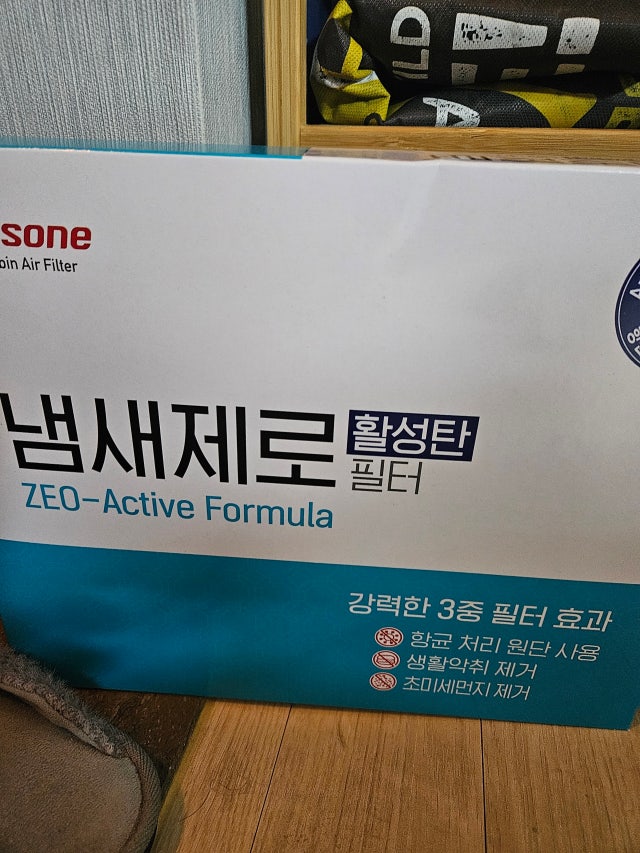 sone
oin Air Filter
냄새제로 활성탄
필터
ZEO-Active Formula
강력한 3중 필터 효과
항균 처리 원단 사용
생활악취 제거
초미세먼지 제거